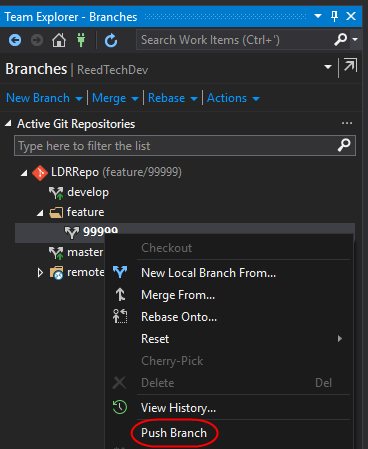 Team Explorer - Branches
Search Work Items (Ctrl+')
Branches | ReedTechDev
New Branch | Merge | Rebase | Actions
Active Git Repositories
Type here to filter the list
LDRRepo (feature/99999)
develop
feature
99999
Checkout
master
New Local Branch From...
remote
Merge From...
Rebase Onto...
Reset
Cherry-Pick
Delete Del
View History...
Push Branch